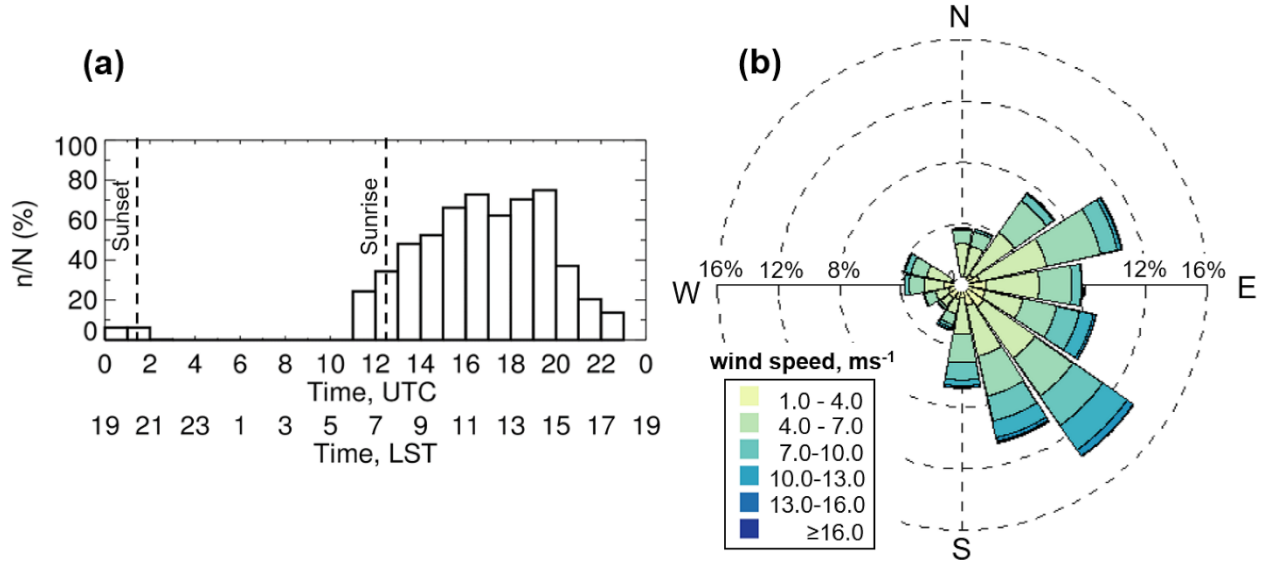 (a)
100
80
60
40
20
0
n/N (%)
Sunset
Sunrise
0 2 4 6 8 10 12 14 16 18 20 22 0
Time, UTC
19 21 23 1 3 5 7 9 11 13 15 17 19
Time, LST
(b)
N
16% 12% 8% 12% 16%
W E
S
wind speed, ms⁻¹
1.0 - 4.0
4.0 - 7.0
7.0-10.0
10.0-13.0
13.0-16.0
≥16.0